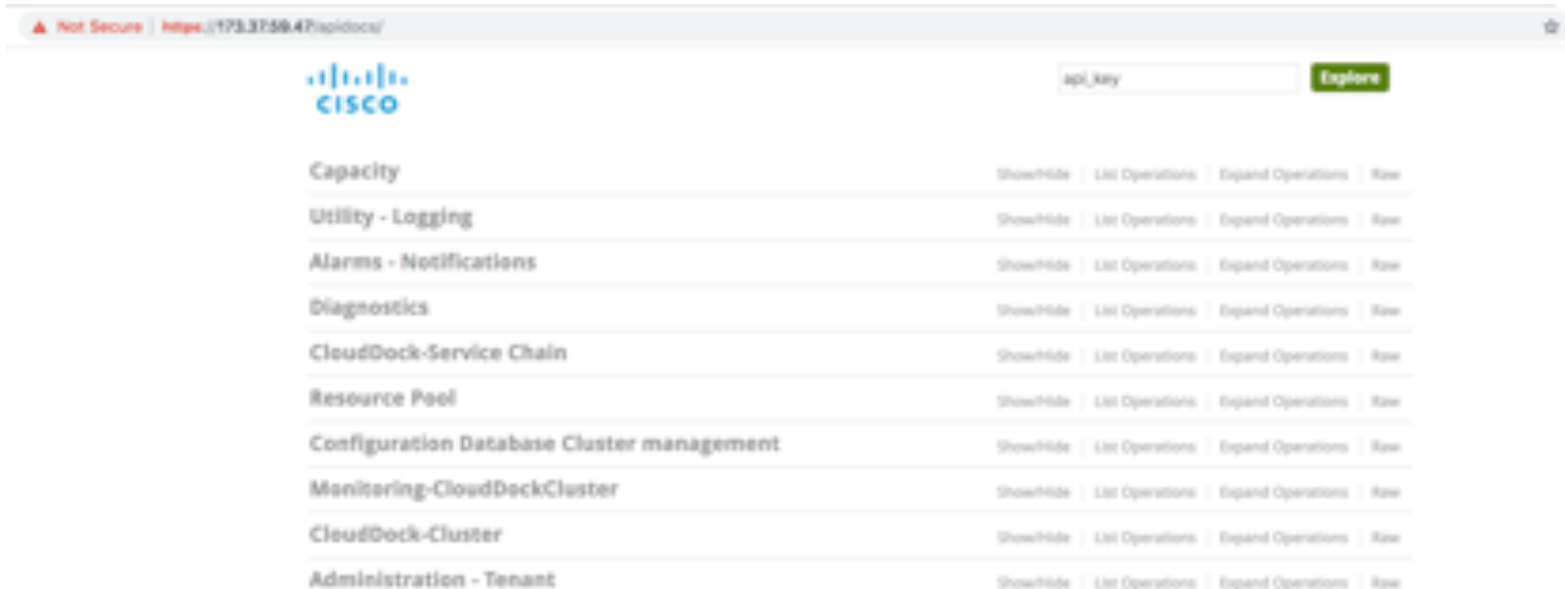 Not Secure | https://173.37.59.47/apidocs/
CISCO
api_key Explore
Capacity Show/Hide | List Operations | Expand Operations | Raw
Utility - Logging Show/Hide | List Operations | Expand Operations | Raw
Alarms - Notifications Show/Hide | List Operations | Expand Operations | Raw
Diagnostics Show/Hide | List Operations | Expand Operations | Raw
CloudDock-Service Chain Show/Hide | List Operations | Expand Operations | Raw
Resource Pool Show/Hide | List Operations | Expand Operations | Raw
Configuration Database Cluster management Show/Hide | List Operations | Expand Operations | Raw
Monitoring-CloudDockCluster Show/Hide | List Operations | Expand Operations | Raw
CloudDock-Cluster Show/Hide | List Operations | Expand Operations | Raw
Administration - Tenant Show/Hide | List Operations | Expand Operations | Raw